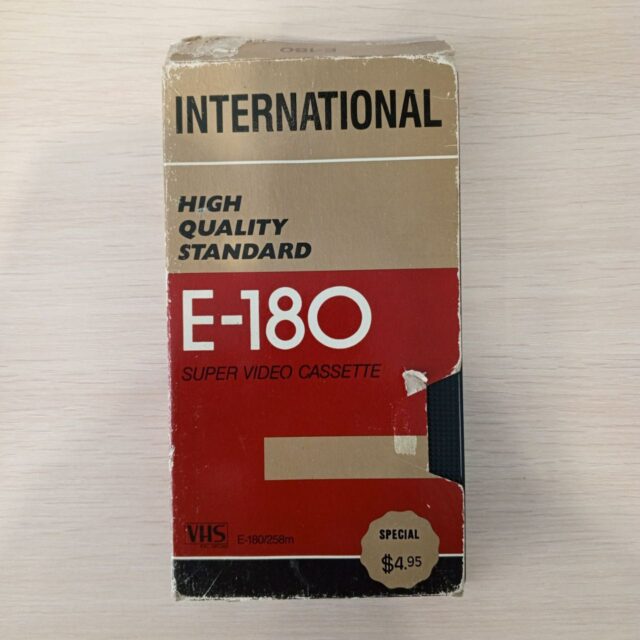 E-180
INTERNATIONAL
HIGH
QUALITY
STANDARD
E-180
SUPER VIDEO CASSETTE
VHS
E-180/258m
SPECIAL
$4.95